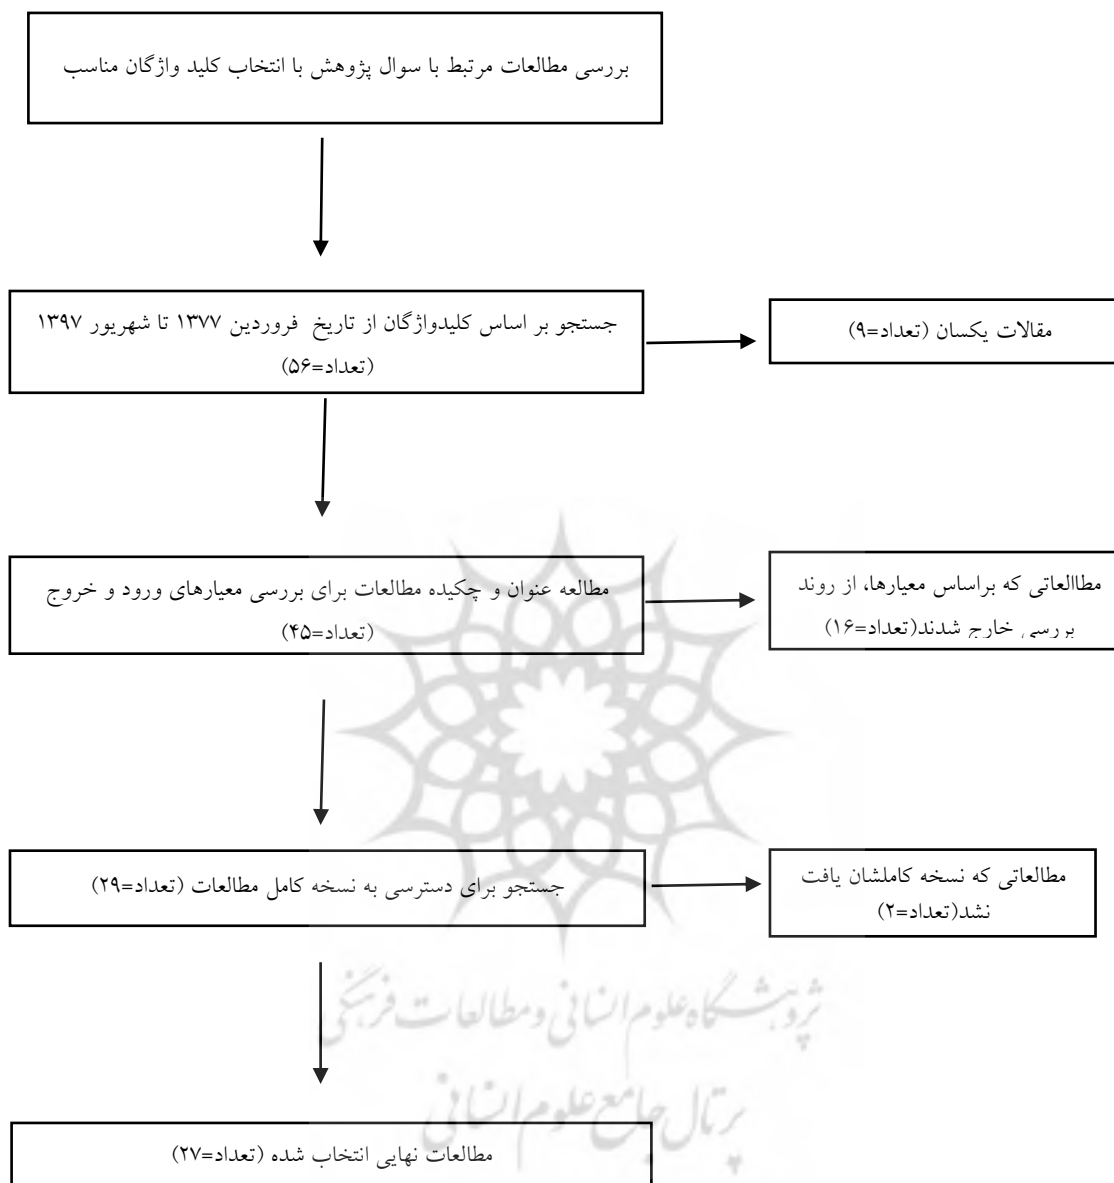 بررسی مطالعات مرتبط با سوال پژوهش با انتخاب کلید واژگان مناسب
جستجو بر اساس کلیدواژگان از تاریخ فروردین ۱۳۷۷ تا شهریور ۱۳۹۷
(تعداد=۵۶)
مقالات یکسان (تعداد=۹)
مطالعه عنوان و چکیده مطالعات برای بررسی معیارهای ورود و خروج
(تعداد=۴۵)
مطاالعاتی که براساس معیارها، از روند
بررسی خارج شدند(تعداد=۱۶)
جستجو برای دسترسی به نسخه کامل مطالعات (تعداد=۲۹)
مطالعاتی که نسخه کاملشان یافت
نشد(تعداد=۲)
پژوهشگاه علوم انسانی و مطالعات فرهنگی
پرتال جامع علوم انسانی
مطالعات نهایی انتخاب شده (تعداد=۲۷)